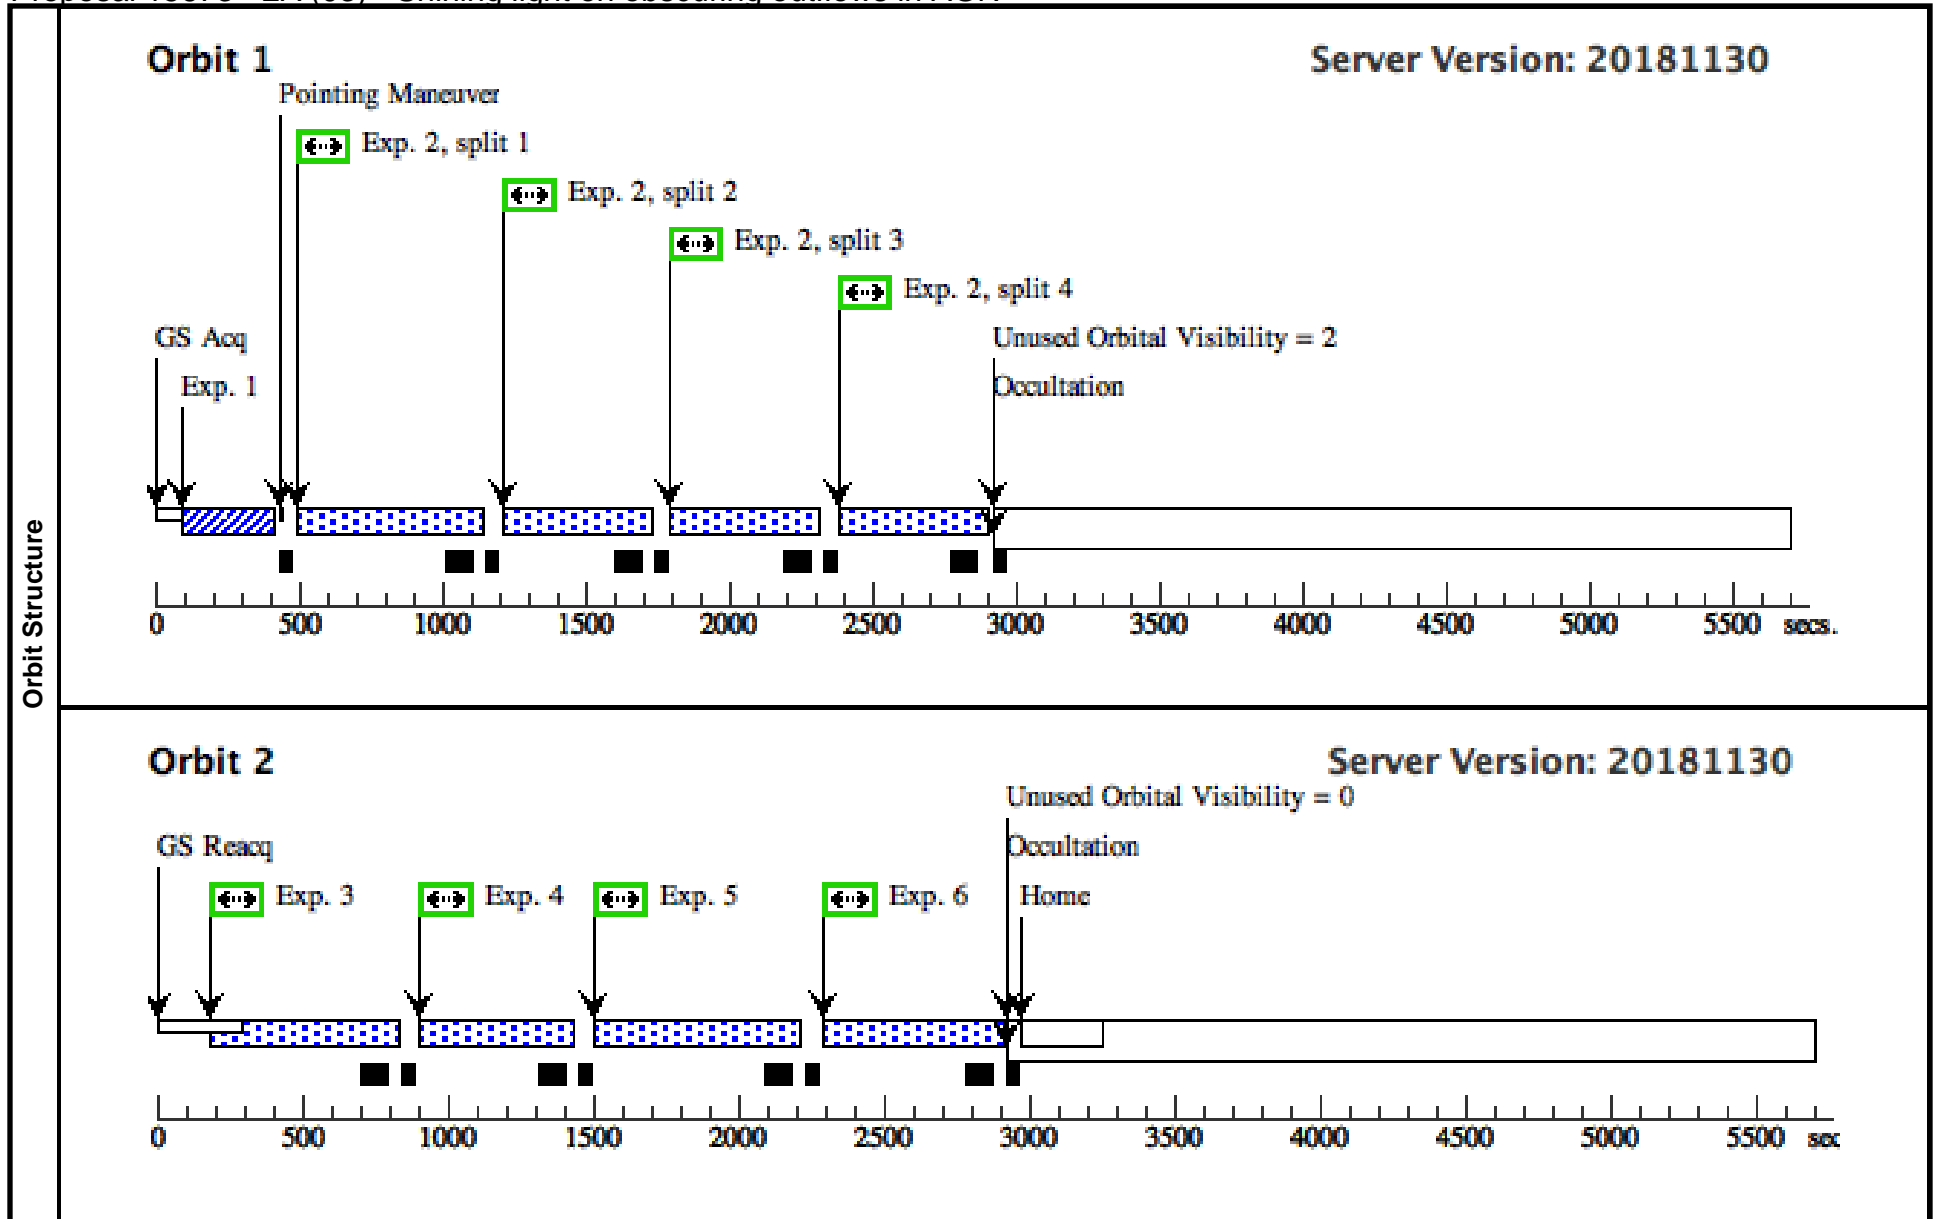 Orbit Structure
Orbit 1
Server Version: 20181130
Pointing Maneuver
Exp. 2, split 1
Exp. 2, split 2
Exp. 2, split 3
Exp. 2, split 4
GS Acq
Unused Orbital Visibility = 2
Exp. 1
Occultation
0 500 1000 1500 2000 2500 3000 3500 4000 4500 5000 5500 secs.
Orbit 2
Server Version: 20181130
Unused Orbital Visibility = 0
GS Reacq
Occultation
Exp. 3
Exp. 4
Exp. 5
Exp. 6
Home
0 500 1000 1500 2000 2500 3000 3500 4000 4500 5000 5500 sec